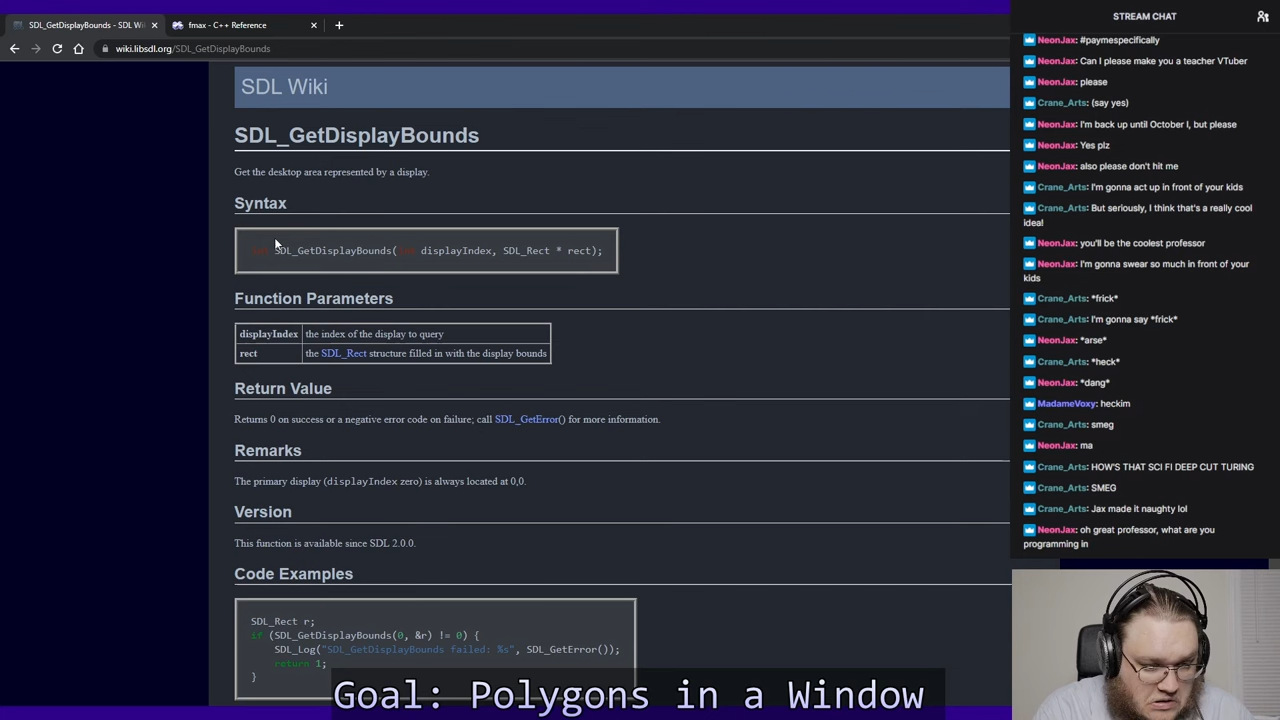 SDL_GetDisplayBounds - SDL Wi
fmax - C++ Reference
wiki.libsdl.org/SDL_GetDisplayBounds
SDL Wiki
SDL_GetDisplayBounds
Get the desktop area represented by a display.
Syntax
int SDL_GetDisplayBounds(int displayIndex, SDL_Rect * rect);
Function Parameters
displayIndex the index of the display to query
rect the SDL_Rect structure filled in with the display bounds
Return Value
Returns 0 on success or a negative error code on failure; call SDL_GetError() for more information.
Remarks
The primary display (displayIndex zero) is always located at 0,0.
Version
This function is available since SDL 2.0.0.
Code Examples
SDL_Rect r;
if (SDL_GetDisplayBounds(0, &r) != 0) {
SDL_Log("SDL_GetDisplayBounds failed: %s", SDL_GetError());
return 1;
}
Goal: Polygons in a Window
STREAM CHAT
NeonJax: #paymespecifically
NeonJax: Can I please make you a teacher VTuber
NeonJax: please
Crane_Arts: (say yes)
NeonJax: I'm back up until October I, but please
NeonJax: Yes plz
NeonJax: also please don't hit me
Crane_Arts: I'm gonna act up in front of your kids
Crane_Arts: But seriously, I think that's a really cool
idea!
NeonJax: you'll be the coolest professor
NeonJax: I'm gonna swear so much in front of your
kids
Crane_Arts: *frick*
Crane_Arts: I'm gonna say *frick*
NeonJax: *arse*
Crane_Arts: *heck*
NeonJax: *dang*
MadameVoxy: heckim
Crane_Arts: smeg
NeonJax: ma
Crane_Arts: HOW'S THAT SCI FI DEEP CUT TURING
Crane_Arts: SMEG
Crane_Arts: Jax made it naughty lol
NeonJax: oh great professor, what are you
programming in